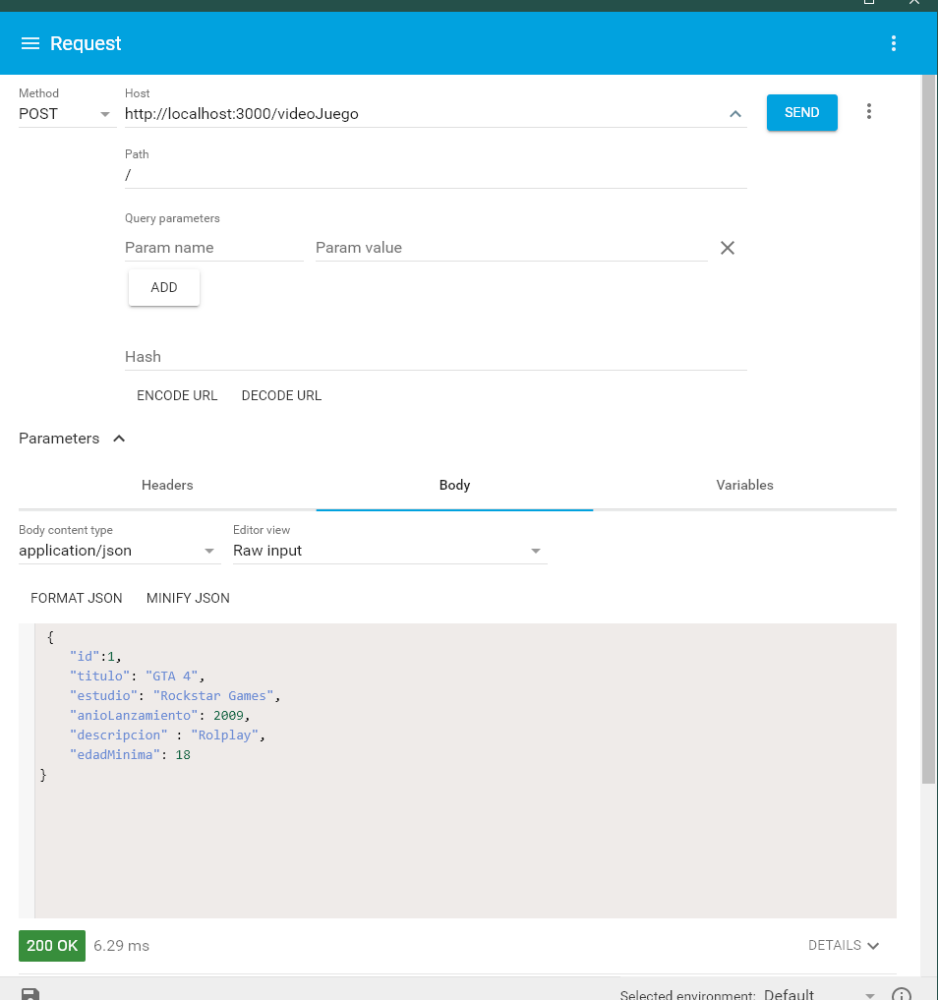 Request
Method
POST
Host
http://localhost:3000/videoJuego
SEND
Path
/
Query parameters
Param name
Param value
ADD
Hash
ENCODE URL
DECODE URL
Parameters
Headers
Body
Variables
Body content type
application/json
Editor view
Raw input
FORMAT JSON
MINIFY JSON
{
"id":1,
"titulo": "GTA 4",
"estudio": "Rockstar Games",
"anioLanzamiento": 2009,
"descripcion" : "Rolplay",
"edadMinima": 18
}
200 OK
6.29 ms
DETAILS
Selected environment: Default